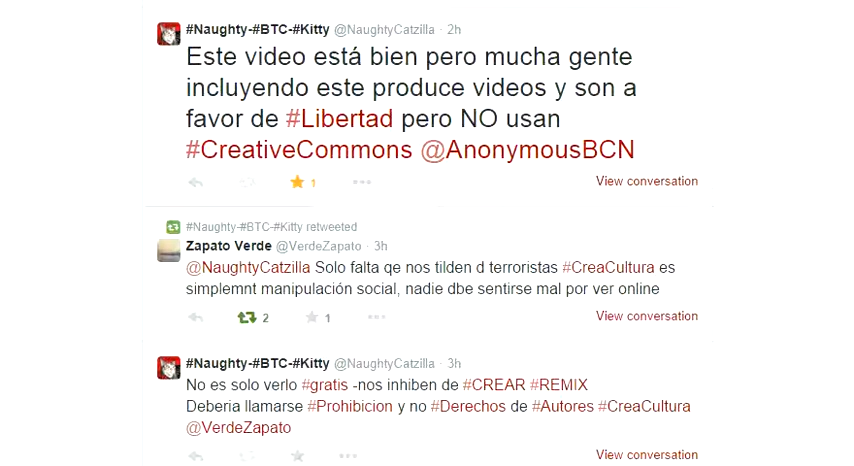 #Naughty-#BTC-#Kitty @NaughtyCatzilla · 2h
Este video está bien pero mucha gente
incluyendo este produce videos y son a
favor de #Libertad pero NO usan
#CreativeCommons @AnonymousBCN
1 View conversation
#Naughty-#BTC-#Kitty retweeted
Zapato Verde @VerdeZapato · 3h
@NaughtyCatzilla Solo falta qe nos tilden d terroristas #CreaCultura es
simplemnt manipulación social, nadie dbe sentirse mal por ver online
2 1 View conversation
#Naughty-#BTC-#Kitty @NaughtyCatzilla · 3h
No es solo verlo #gratis -nos inhiben de #CREAR #REMIX
Deberia llamarse #Prohibicion y no #Derechos de #Autores #CreaCultura
@VerdeZapato
View conversation